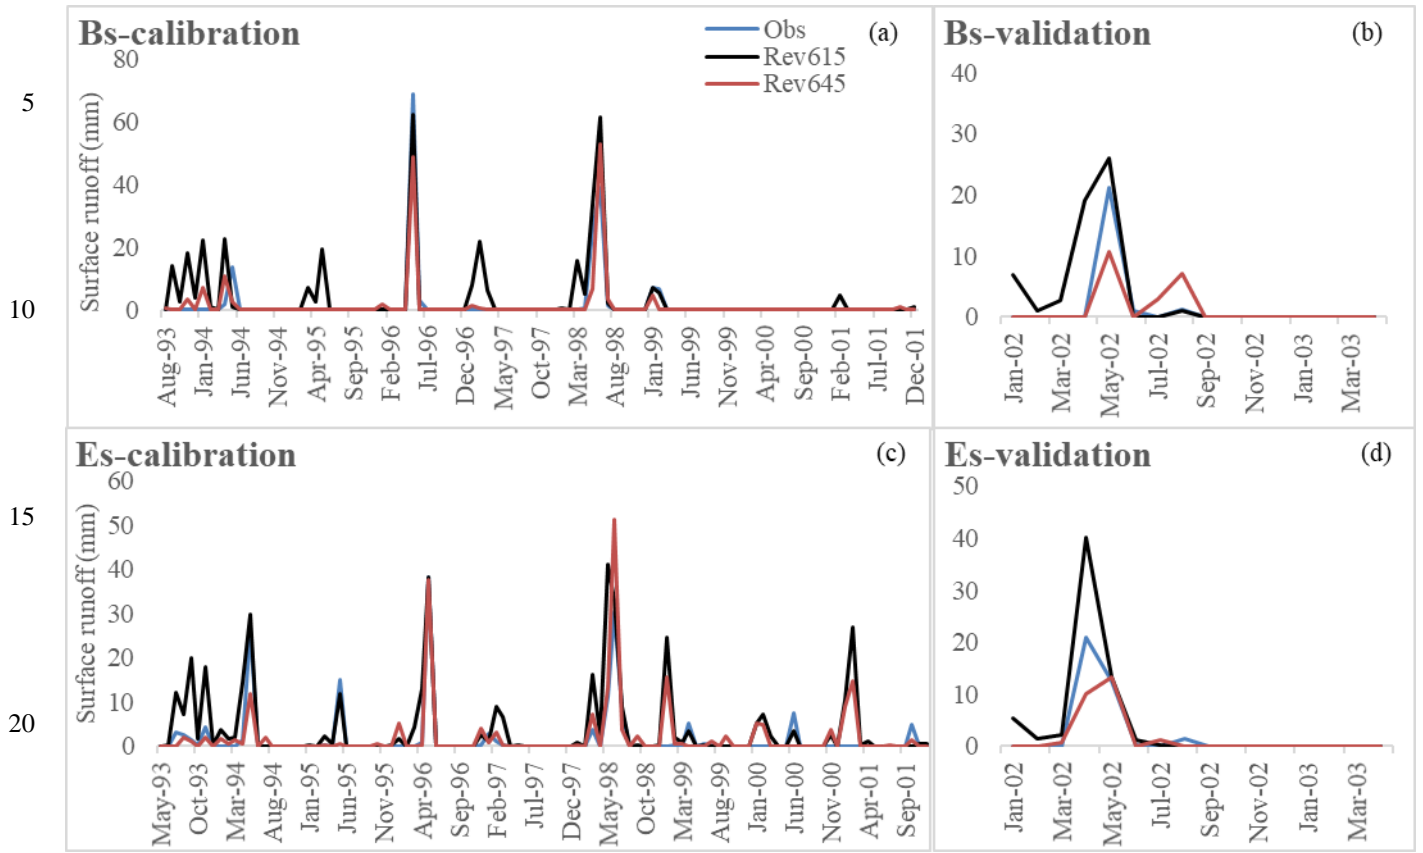 Bs-calibration
(a)
Obs
Rev615
Rev645
Surface runoff (mm)
80
60
40
20
0
Aug-93
Jan-94
Jun-94
Nov-94
Apr-95
Sep-95
Feb-96
Jul-96
Dec-96
May-97
Oct-97
Mar-98
Aug-98
Jan-99
Jun-99
Nov-99
Apr-00
Sep-00
Feb-01
Jul-01
Dec-01
Bs-validation
(b)
40
30
20
10
0
Jan-02
Mar-02
May-02
Jul-02
Sep-02
Nov-02
Jan-03
Mar-03
5
10
Es-calibration
(c)
Surface runoff (mm)
60
50
40
30
20
10
0
May-93
Oct-93
Mar-94
Aug-94
Jan-95
Jun-95
Nov-95
Apr-96
Sep-96
Feb-97
Jul-97
Dec-97
May-98
Oct-98
Mar-99
Aug-99
Jan-00
Jun-00
Nov-00
Apr-01
Sep-01
Es-validation
(d)
50
40
30
20
10
0
Jan-02
Mar-02
May-02
Jul-02
Sep-02
Nov-02
Jan-03
Mar-03
15
20